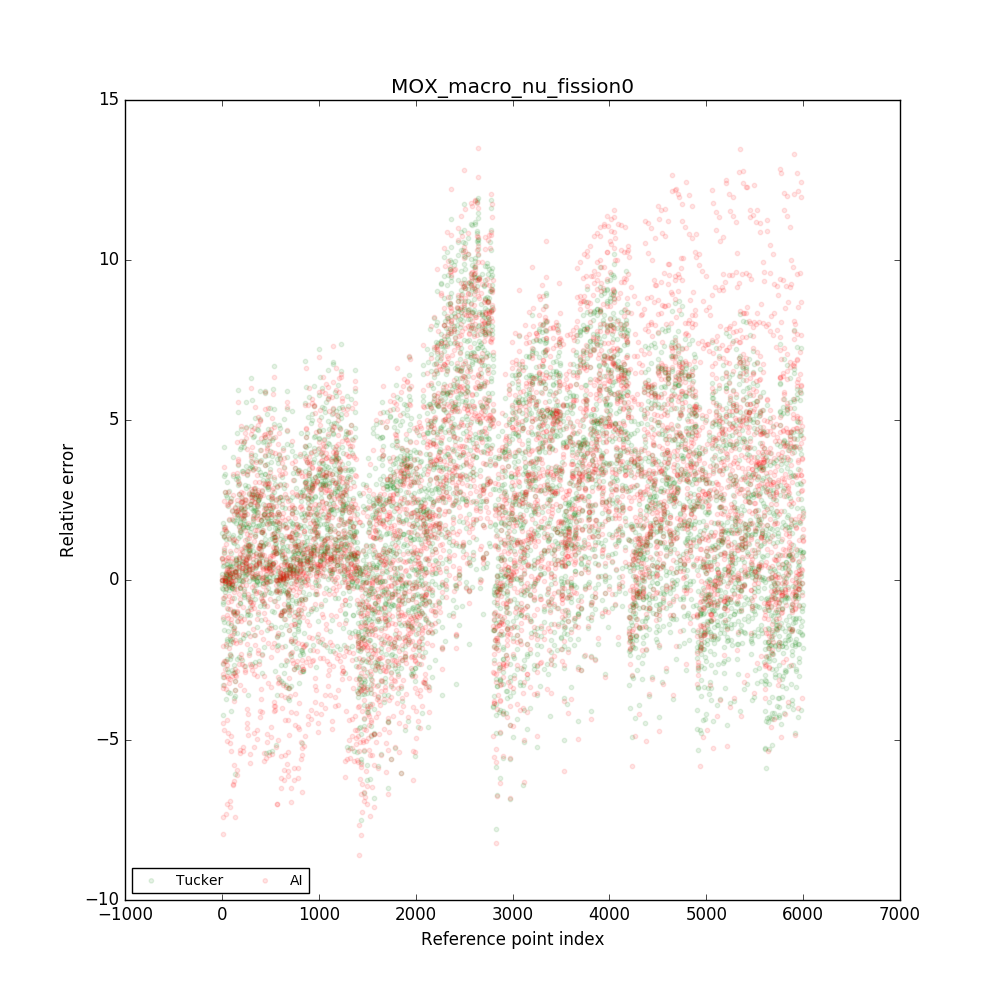 MOX_macro_nu_fission0
15
10
5
0
−5
−10
Relative error
Tucker AI
−1000 0 1000 2000 3000 4000 5000 6000 7000
Reference point index